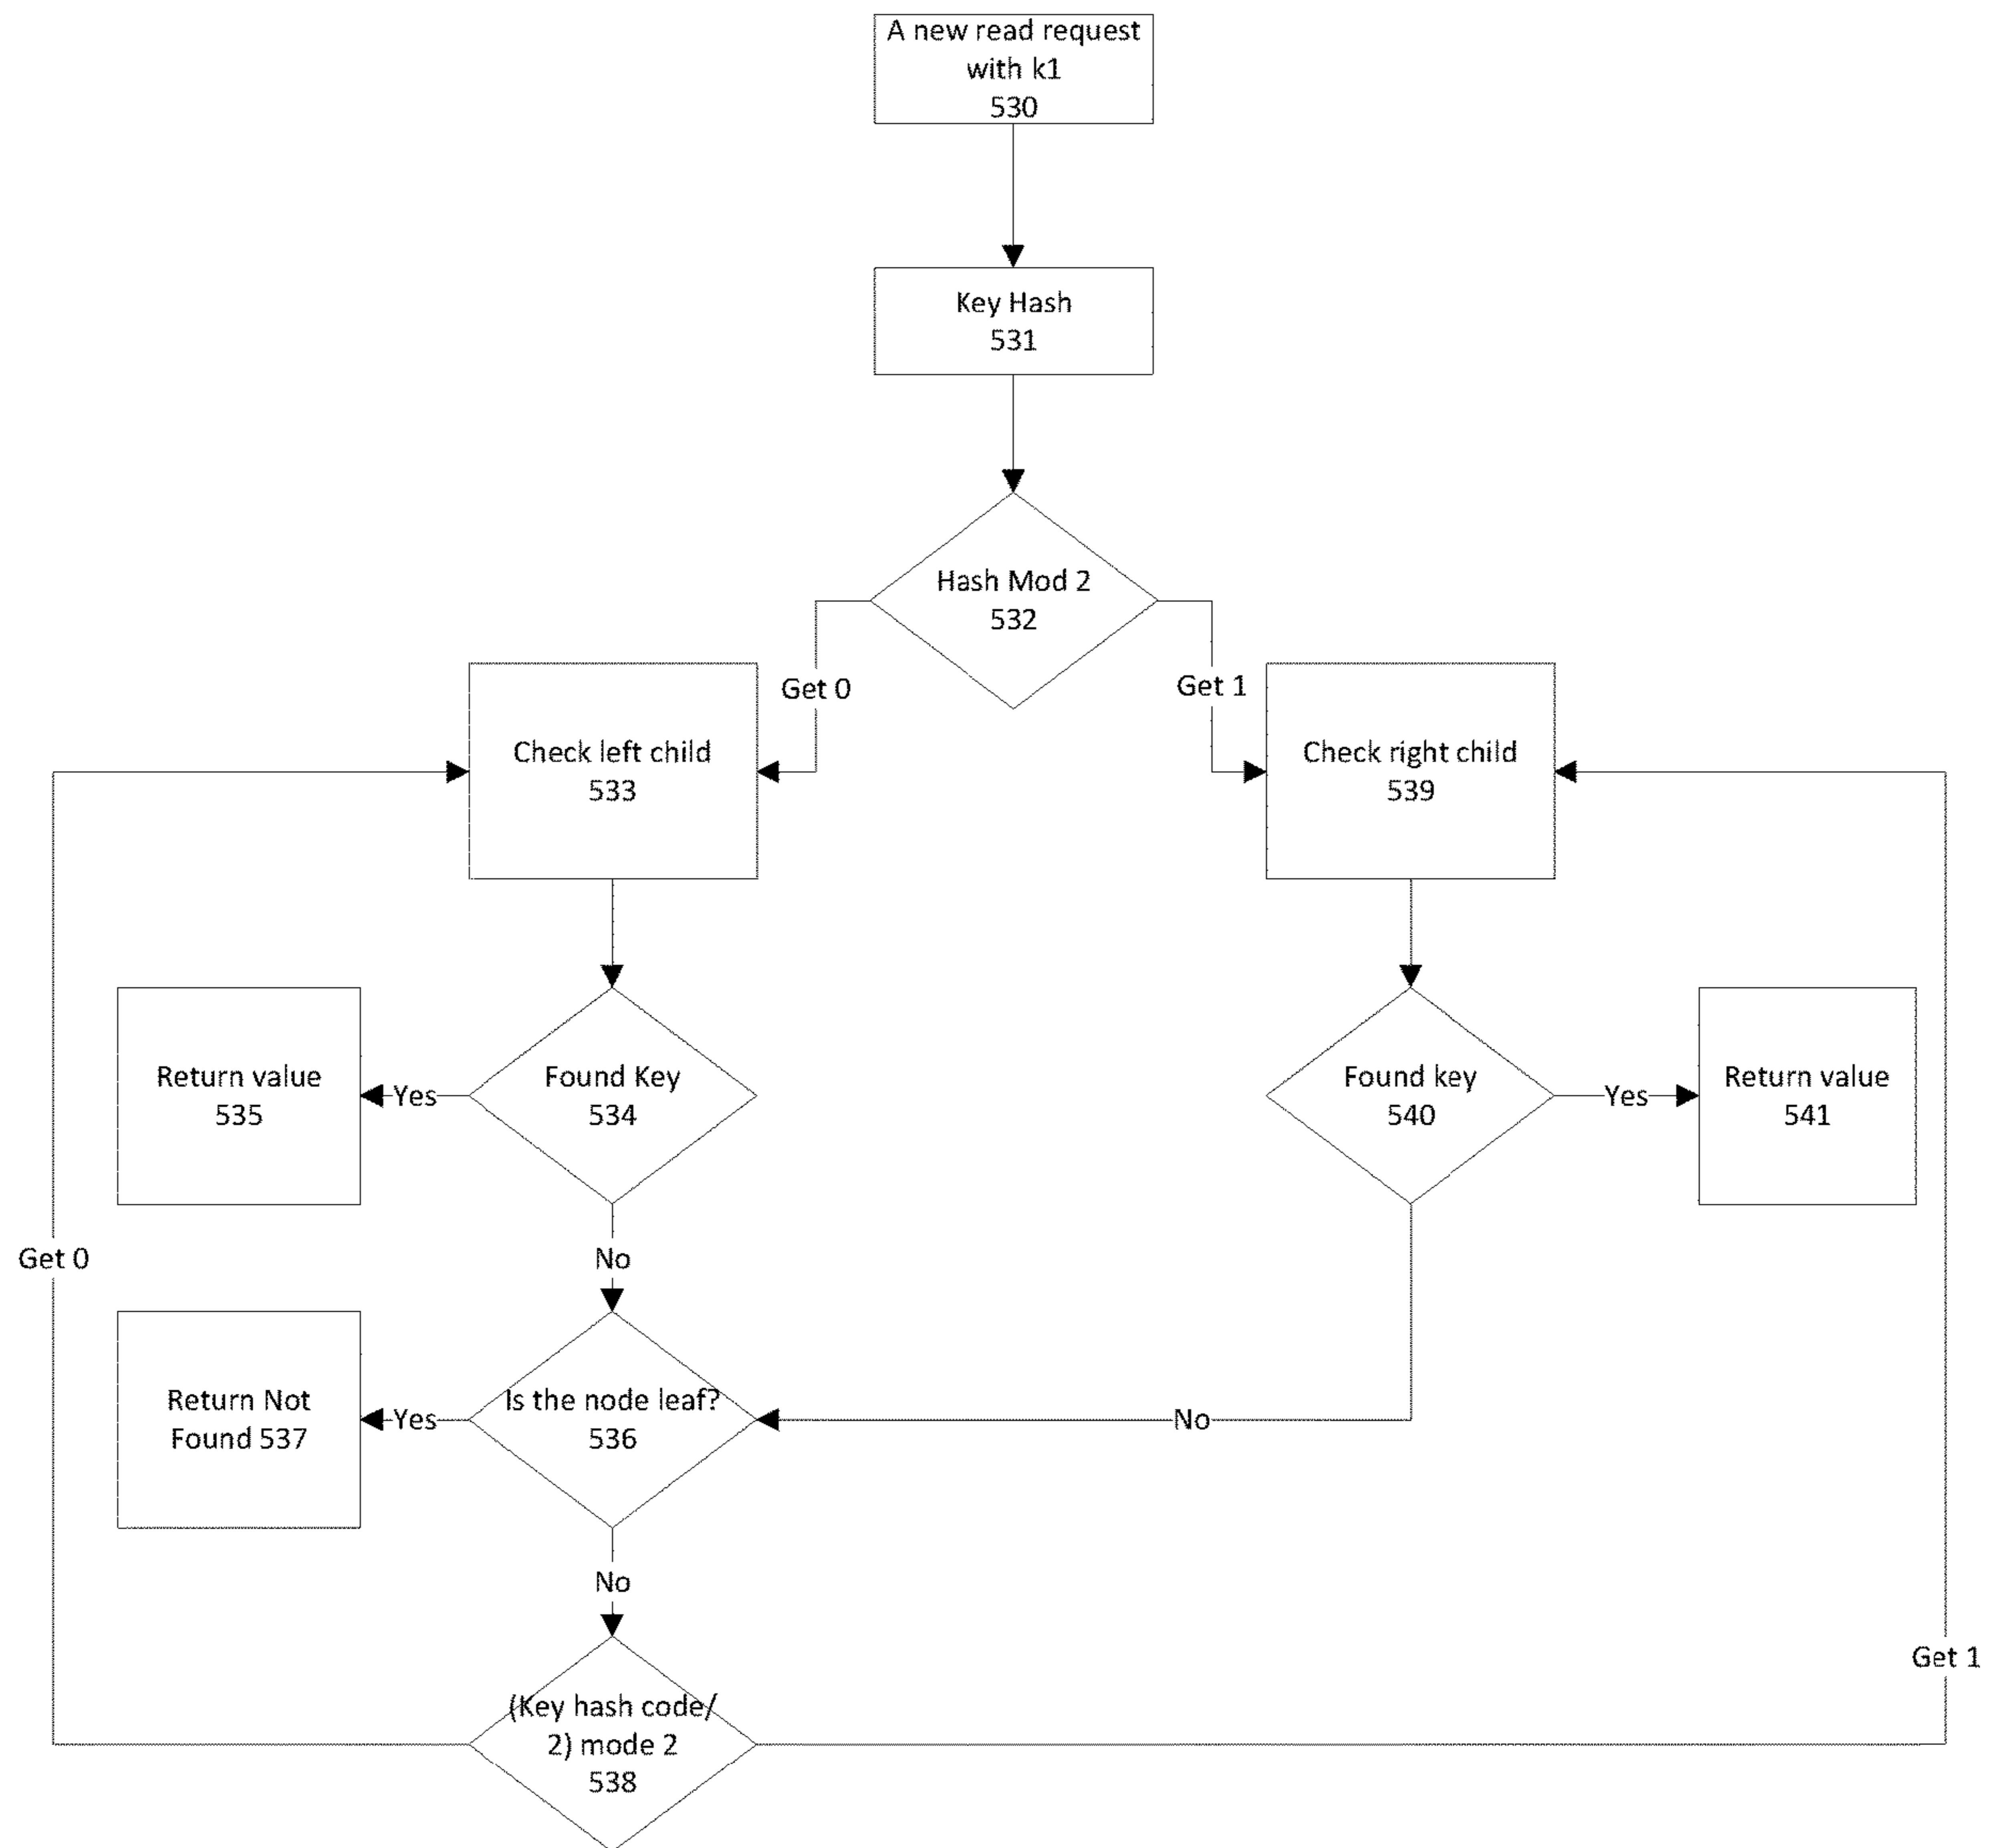 A new read request
with k1
530
Key Hash
531
Hash Mod 2
532
Get 0
Get 1
Check left child
533
Check right child
539
Return value
535
Yes
Found Key
534
Found key
540
Yes
Return value
541
Get 0
No
Return Not
Found 537
Yes
Is the node leaf?
536
No
No
Get 1
(Key hash code/
2) mode 2
538